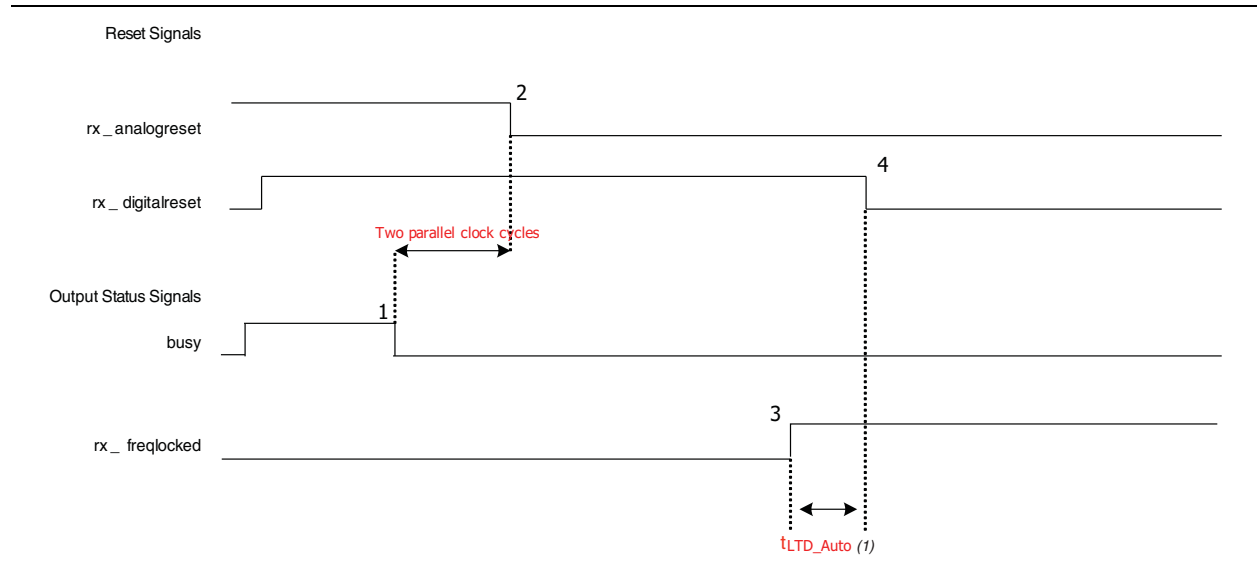 Reset Signals
2
rx _ analogreset
4
rx _ digitalreset
Two parallel clock cycles
Output Status Signals
1
busy
3
rx _ freqlocked
tLTD_Auto (1)